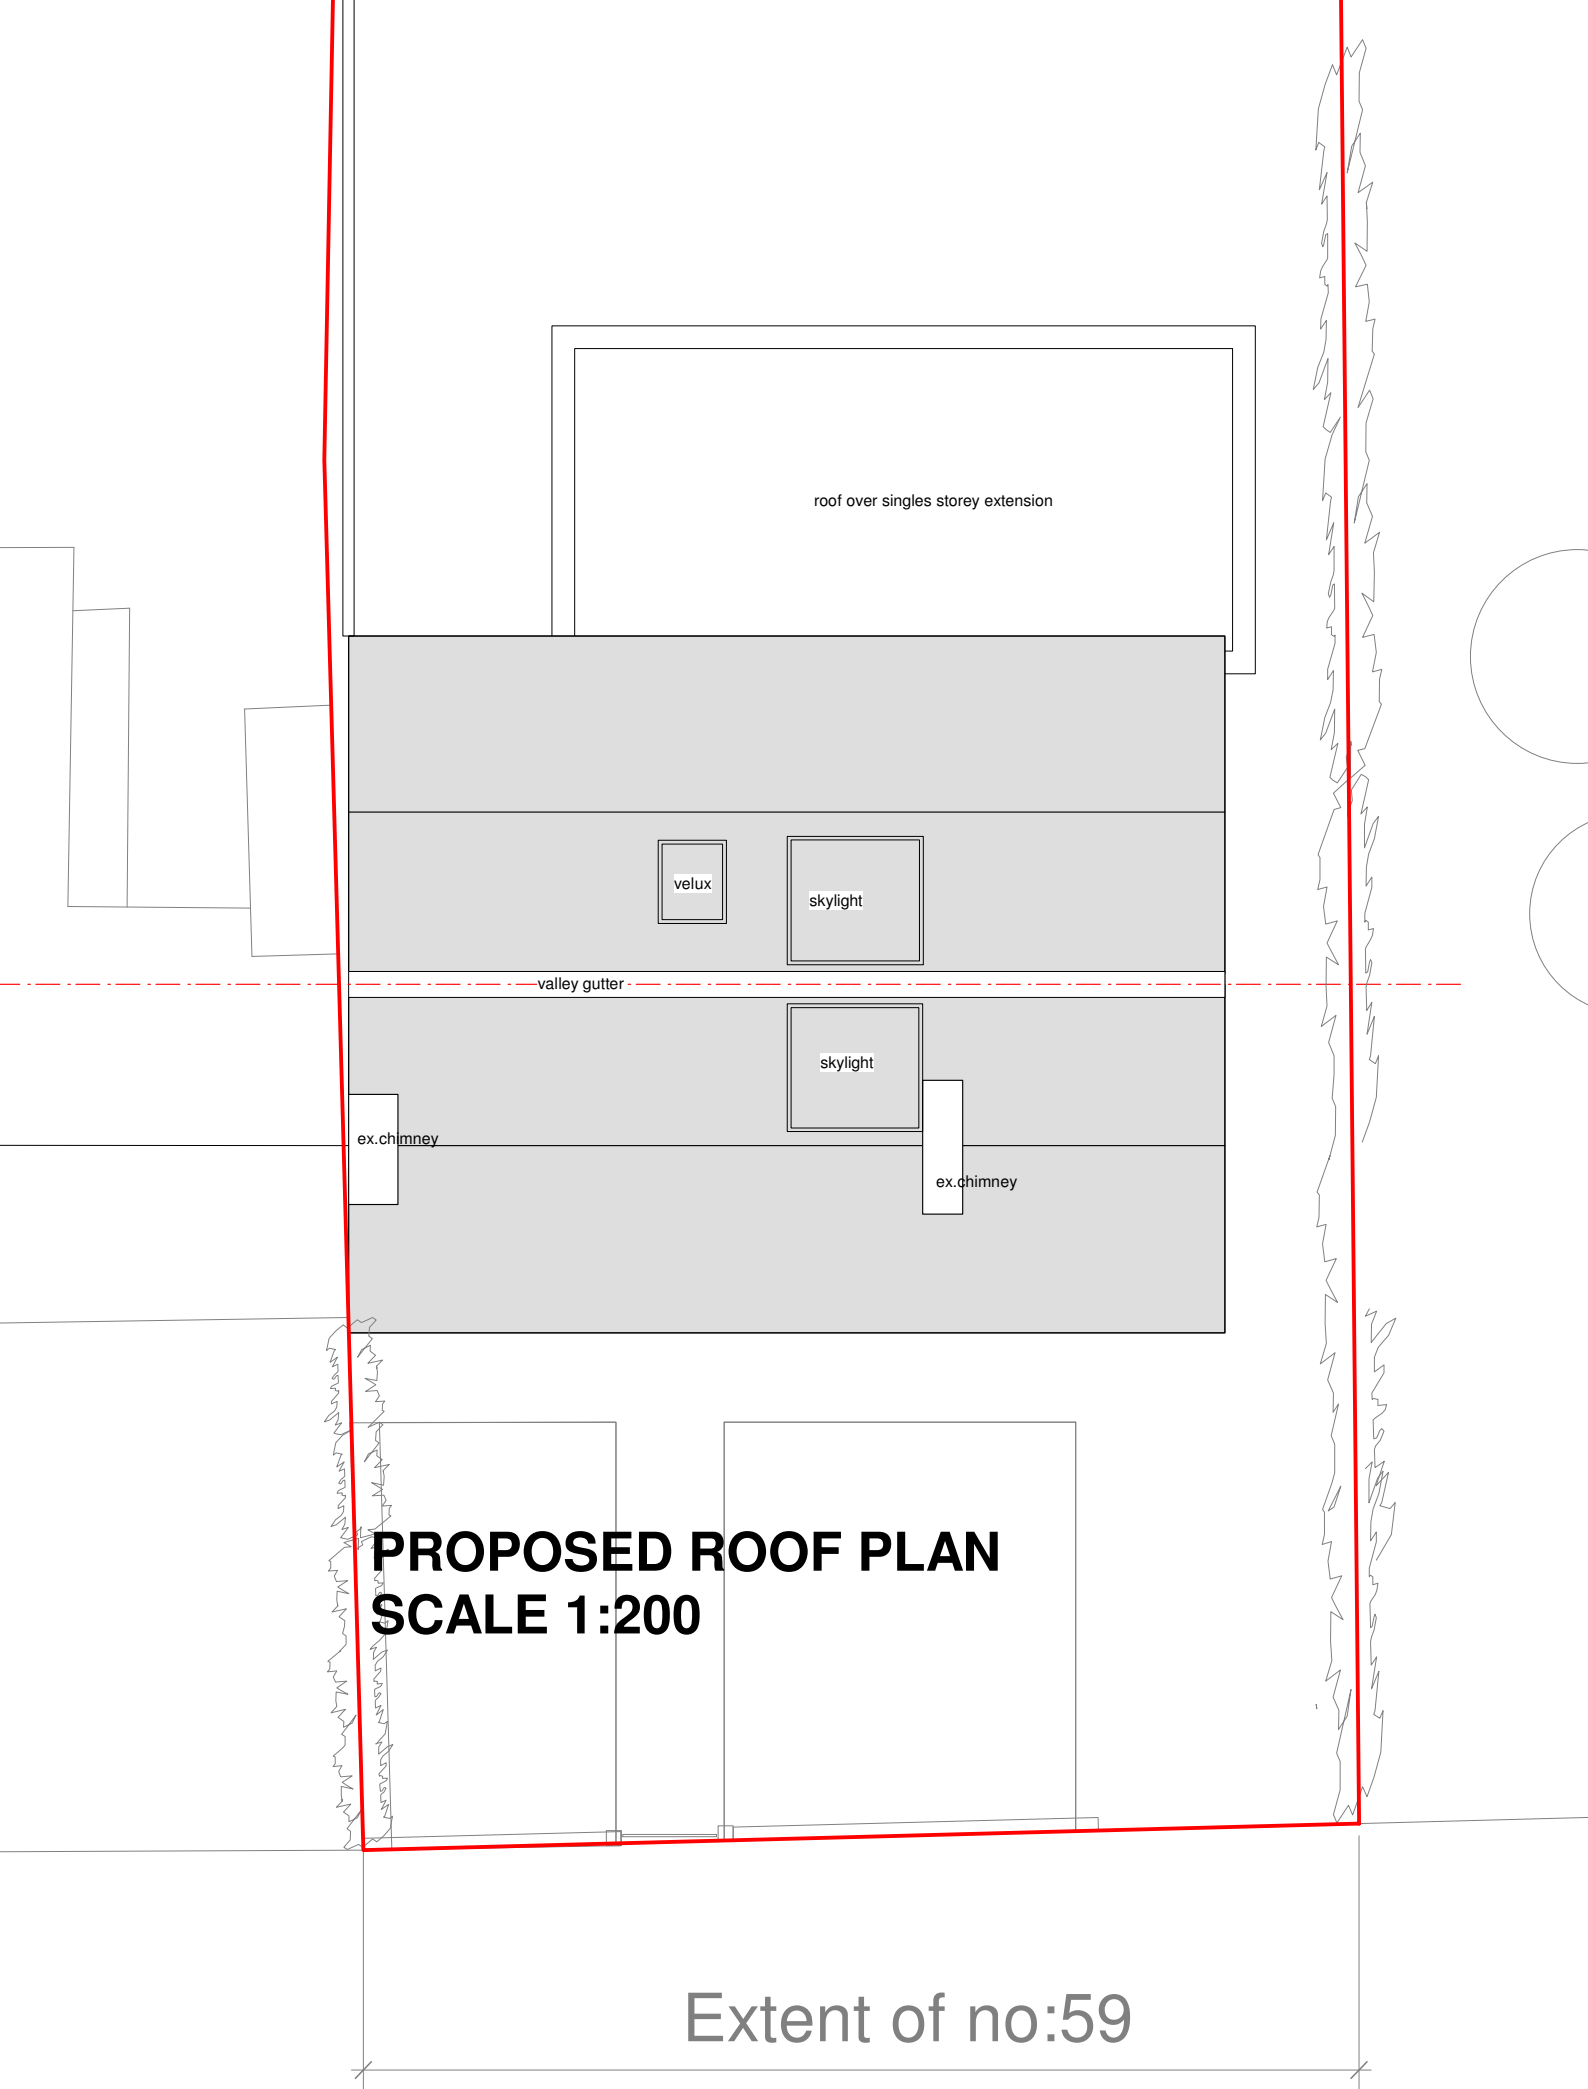 roof over singles storey extension
velux
skylight
valley gutter
skylight
ex.chimney
ex.chimney
PROPOSED ROOF PLAN
SCALE 1:200
Extent of no:59